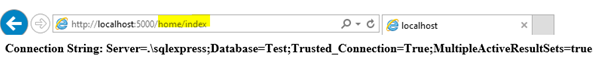 http://localhost:5000/home/index
localhost
Connection String: Server=.\sqlexpress;Database=Test;Trusted_Connection=True;MultipleActiveResultSets=true